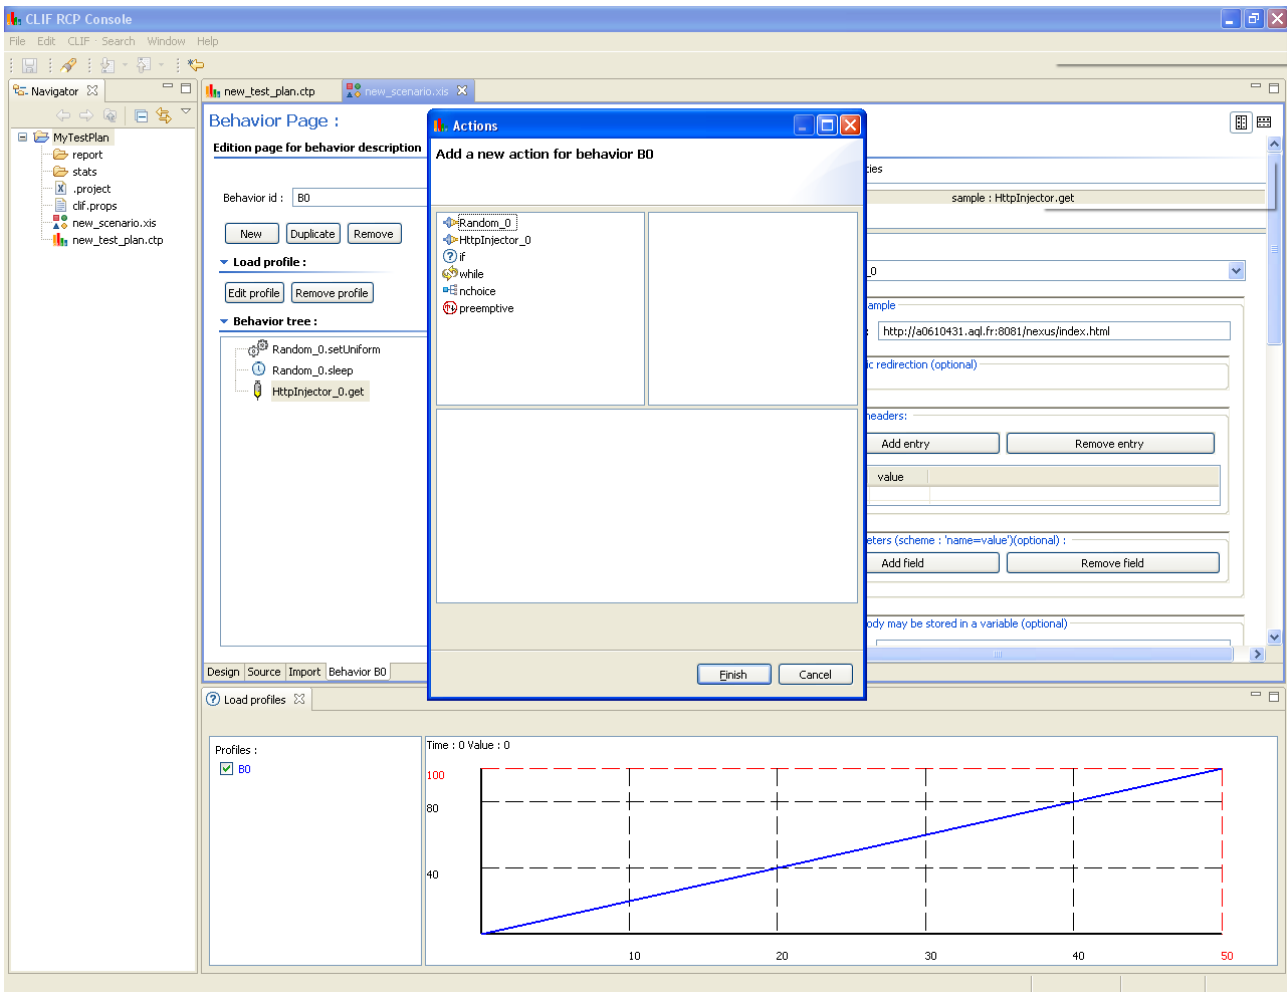 CLIF RCP Console
File Edit CLIF Search Window Help
Navigator
new_test_plan.ctp
new_scenario.xis
MyTestPlan
report
stats
.project
clif.props
new_scenario.xis
new_test_plan.ctp
Behavior Page :
Edition page for behavior description
Behavior id : B0
New Duplicate Remove
Load profile :
Edit profile Remove profile
Behavior tree :
Random_0.setUniform
Random_0.sleep
HttpInjector_0.get
Design Source Import Behavior B0
Actions
Add a new action for behavior B0
Random_0
HttpInjector_0
if
while
nchoice
preemptive
Finish Cancel
ties
sample : HttpInjector.get
_0
ample
: http://a0610431.aql.fr:8081/nexus/index.html
ic redirection (optional)
headers:
Add entry Remove entry
value
eters (scheme : 'name=value')(optional) :
Add field Remove field
ody may be stored in a variable (optional)
Load profiles
Profiles :
B0
Time : 0 Value : 0
100
80
40
10 20 30 40 50